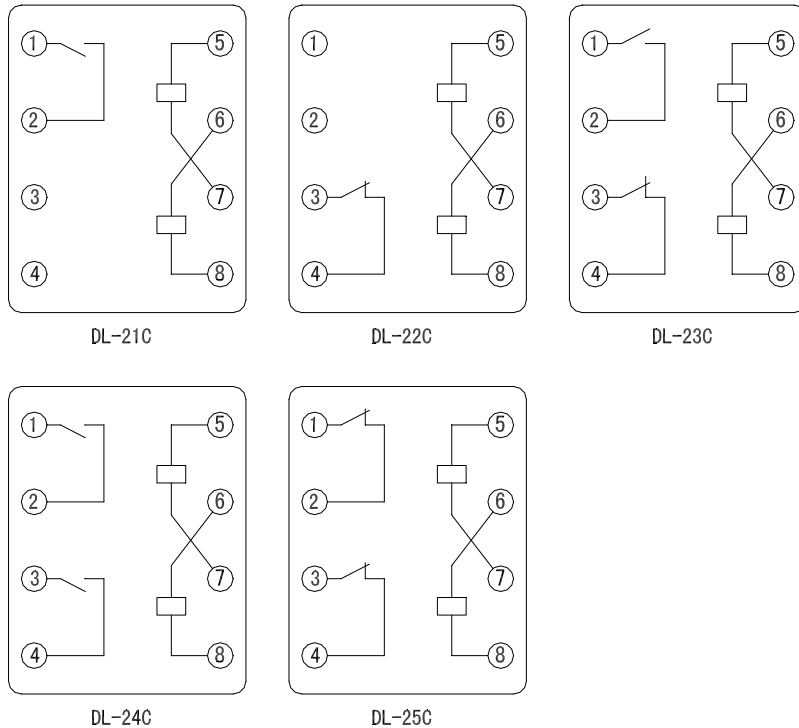 1 5 1 5 1 5
2 6 2 6 2 6
3 7 3 7 3 7
4 8 4 8 4 8
DL-21C DL-22C DL-23C
1 5 1 5
2 6 2 6
3 7 3 7
4 8 4 8
DL-24C DL-25C